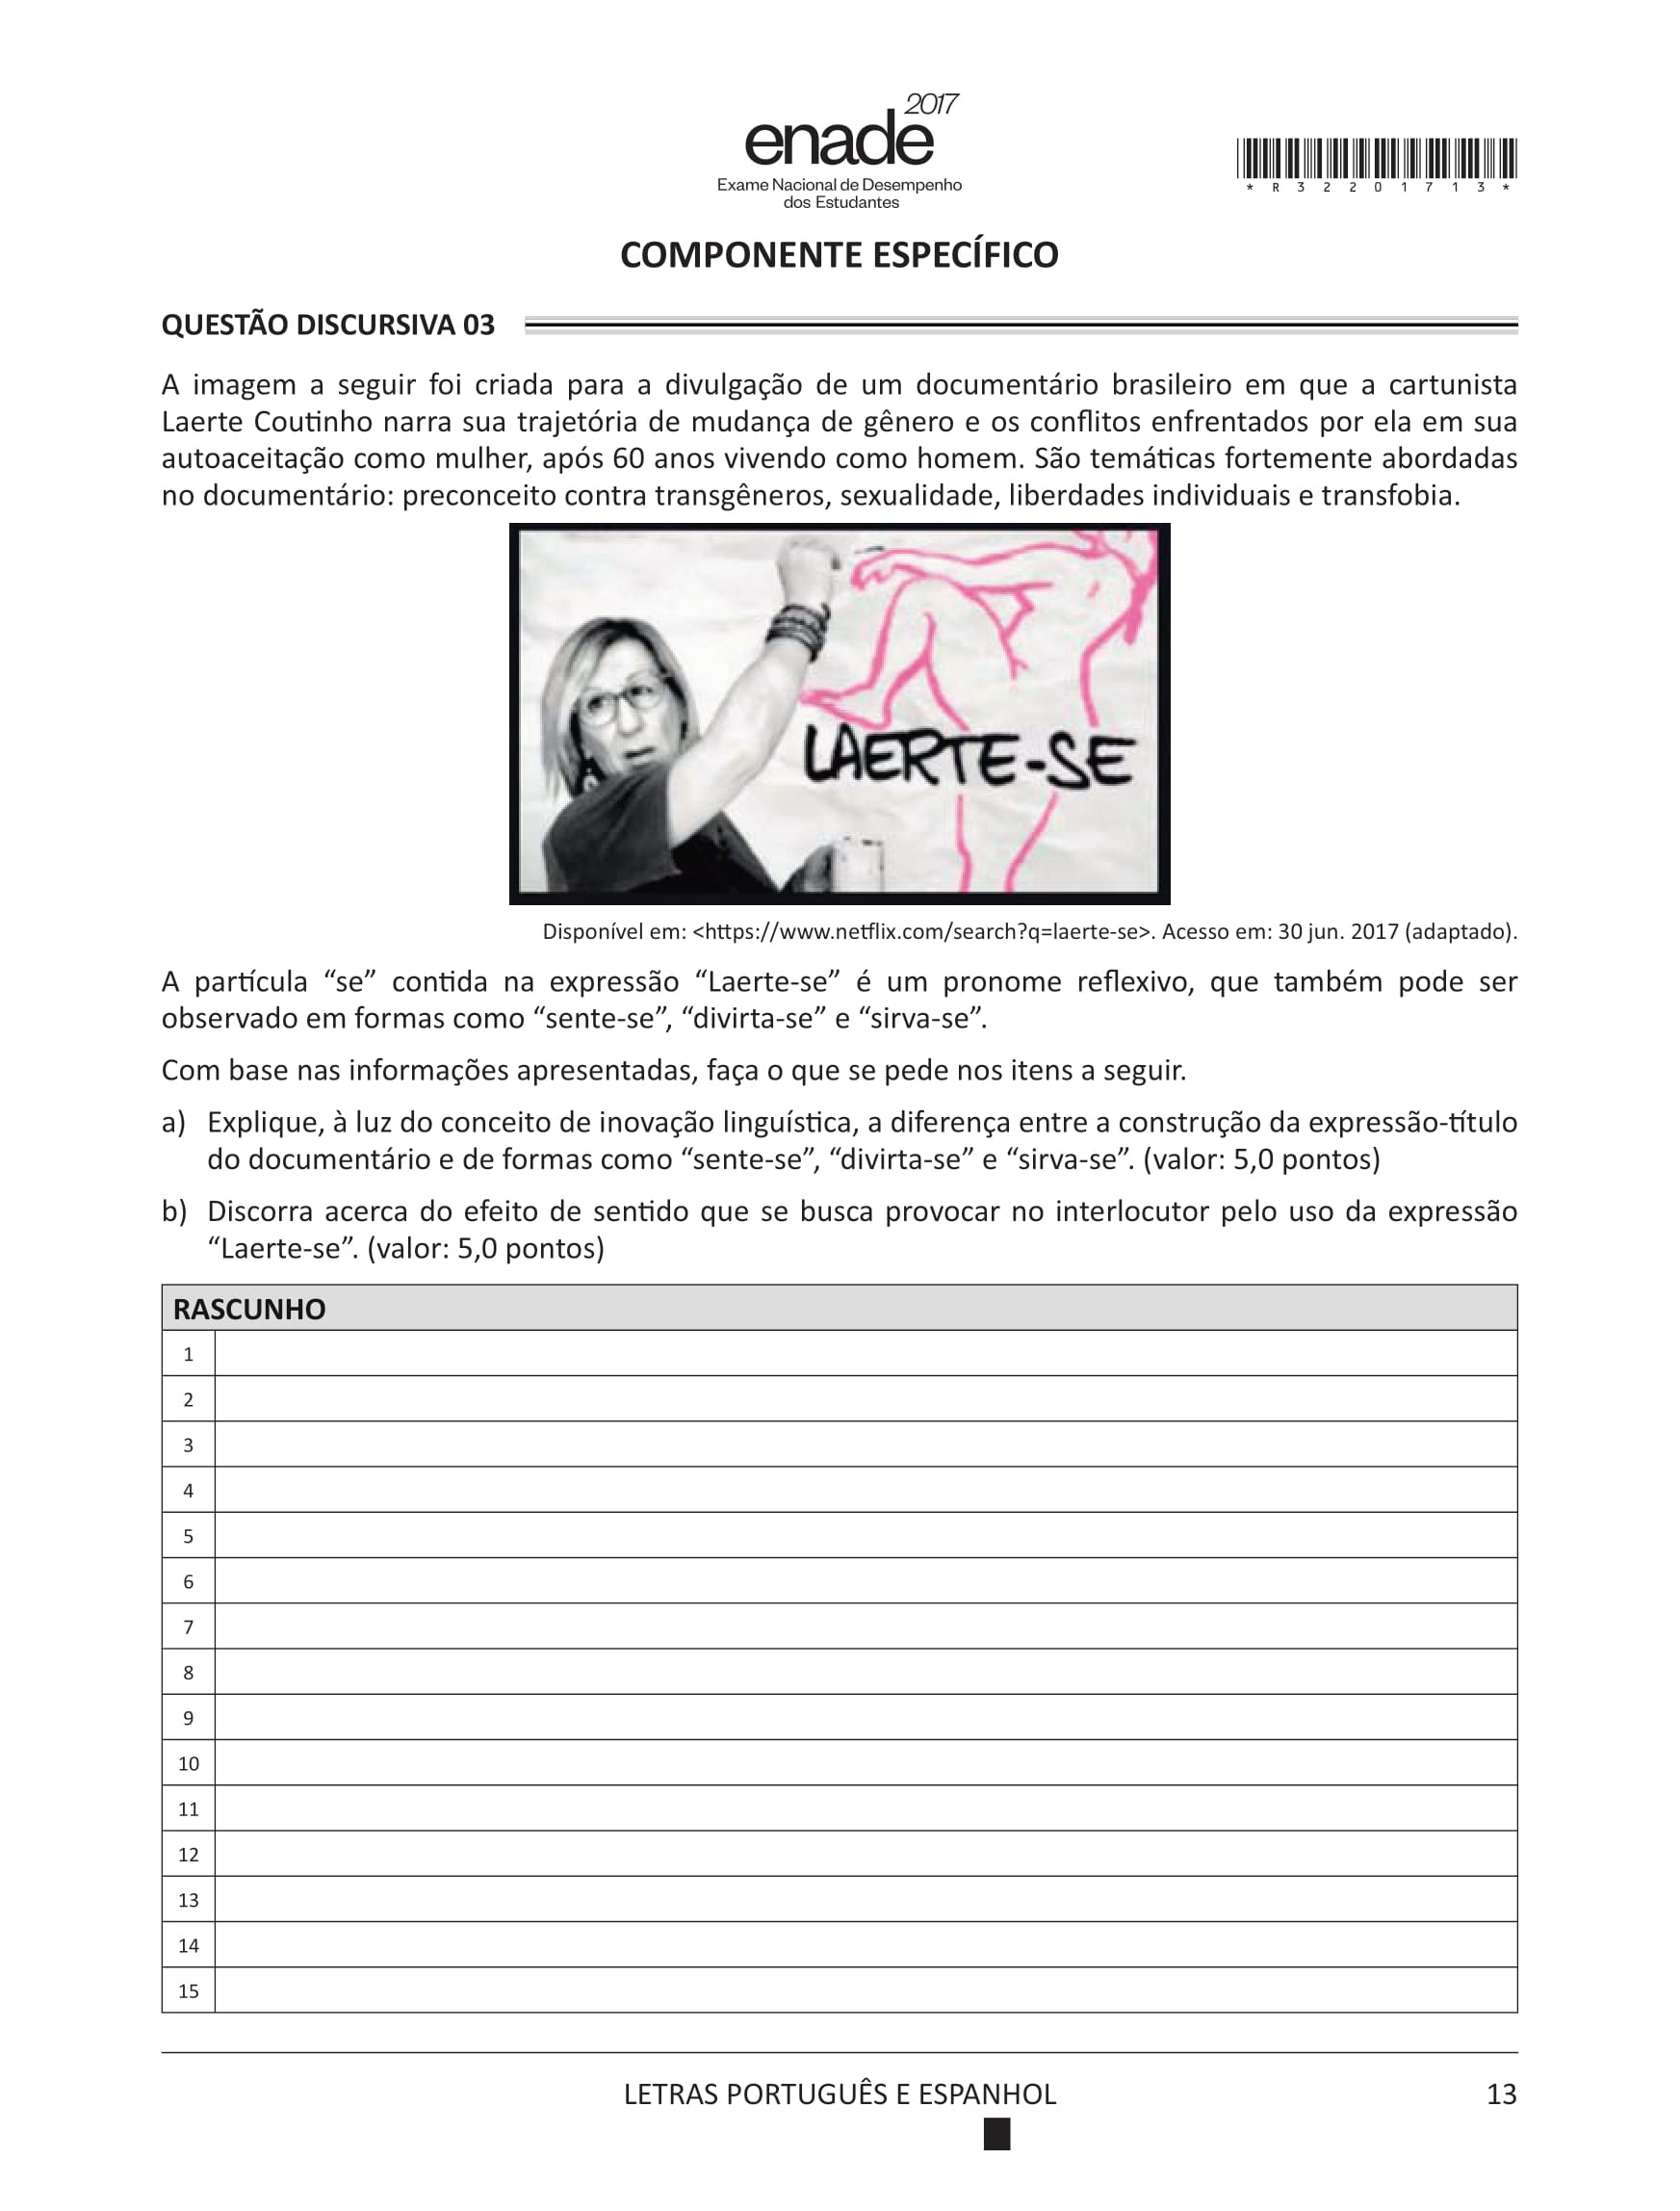 enade 2017
Exame Nacional de Desempenho
dos Estudantes
* R 3 2 2 0 1 7 1 3 *
COMPONENTE ESPECÍFICO
QUESTÃO DISCURSIVA 03
A imagem a seguir foi criada para a divulgação de um documentário brasileiro em que a cartunista
Laerte Coutinho narra sua trajetória de mudança de gênero e os conflitos enfrentados por ela em sua
autoaceitação como mulher, após 60 anos vivendo como homem. São temáticas fortemente abordadas
no documentário: preconceito contra transgêneros, sexualidade, liberdades individuais e transfobia.
LAERTE-SE
Disponível em: <https://www.netflix.com/search?q=laerte-se>. Acesso em: 30 jun. 2017 (adaptado).
A partícula “se” contida na expressão “Laerte-se” é um pronome reflexivo, que também pode ser
observado em formas como “sente-se”, “divirta-se” e “sirva-se”.
Com base nas informações apresentadas, faça o que se pede nos itens a seguir.
a) Explique, à luz do conceito de inovação linguística, a diferença entre a construção da expressão-título
do documentário e de formas como “sente-se”, “divirta-se” e “sirva-se”. (valor: 5,0 pontos)
b) Discorra acerca do efeito de sentido que se busca provocar no interlocutor pelo uso da expressão
“Laerte-se”. (valor: 5,0 pontos)
RASCUNHO
1
2
3
4
5
6
7
8
9
10
11
12
13
14
15
LETRAS PORTUGUÊS E ESPANHOL
13